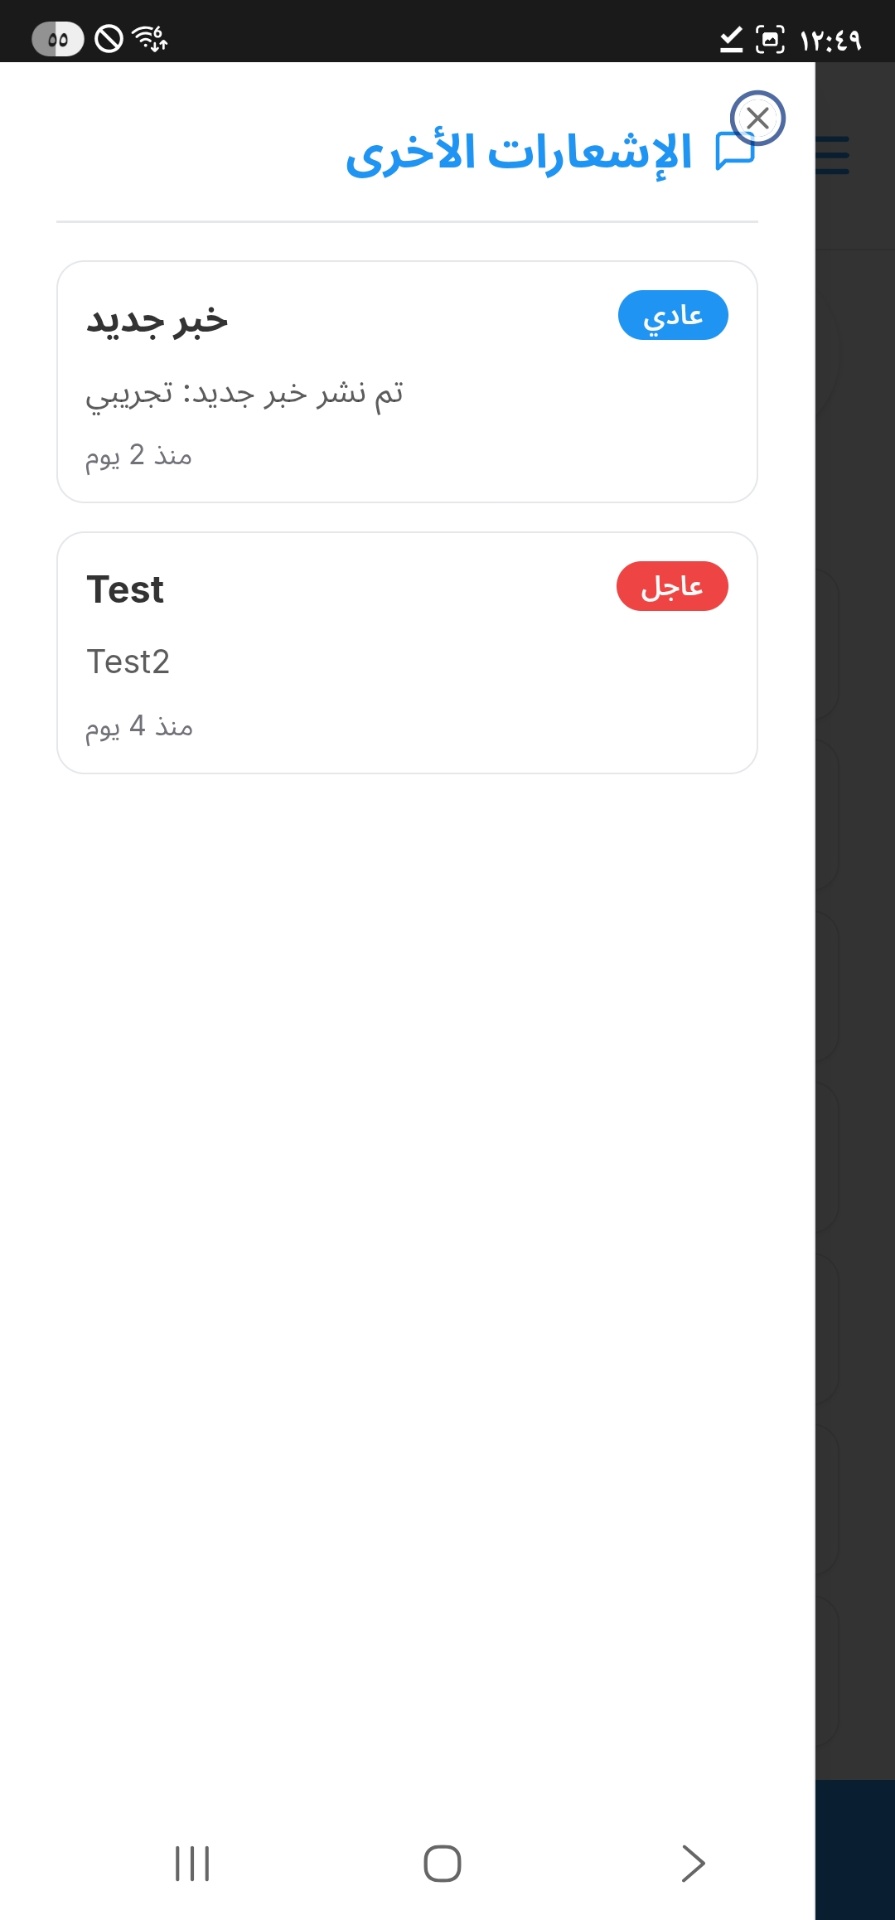 ١٢:٤٩
٥٥
الإشعارات الأخرى
عادي
خبر جديد
تم نشر خبر جديد: تجريبي
منذ 2 يوم
عاجل
Test
Test2
منذ 4 يوم